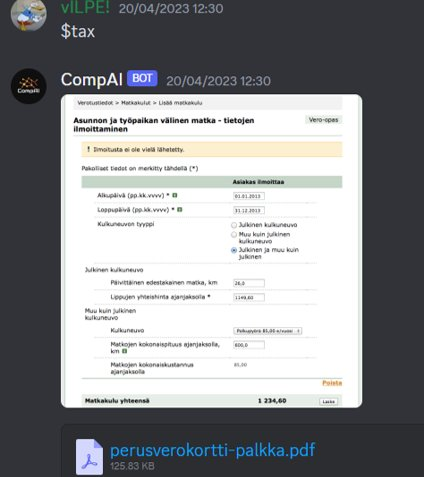 vILPE! 20/04/2023 12:30
$tax
CompAI
CompAI BOT 20/04/2023 12:30
Verotustiedot > Matkakulut > Lisää matkakulu
Asunnon ja työpaikan välinen matka - tietojen ilmoittaminen
Vero-opas
! Ilmoitusta ei ole vielä lähetetty.
Pakolliset tiedot on merkitty tähdellä (*)
Asiakas ilmoittaa
Alkupäivä (pp.kk.vvvv) * 01.01.2013
Loppupäivä (pp.kk.vvvv) * 31.12.2013
Kulkuneuvon tyyppi
Julkinen kulkuneuvo
Muu kuin julkinen kulkuneuvo
Julkinen ja muu kuin julkinen
Julkinen kulkuneuvo
Päivittäinen edestakainen matka, km 26,0
Lippujen yhteishinta ajanjaksolla * 1149,60
Muu kuin julkinen kulkuneuvo
Kulkuneuvo Polkupyörä 85,00 e/vuosi
Matkojen kokonaispituus ajanjaksolla, km 600,0
Matkojen kokonaiskustannus ajanjaksolla 85,00
Poista
Matkakulu yhteensä 1 234,60 Laske
perusverokortti-palkka.pdf
125.83 KB